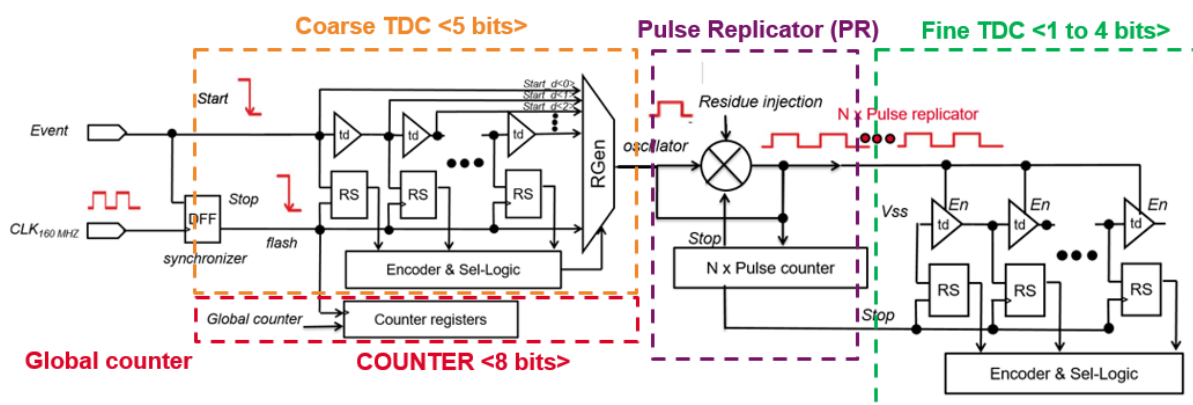 Coarse TDC <5 bits>
Pulse Replicator (PR)
Fine TDC <1 to 4 bits>
Start
Start_d<0>
Start_d<1>
Start_d<2>
Event
td
td
td
RS
RS
RS
RGen
CLK160 MHZ
DFF
synchronizer
Stop
flash
Encoder & Sel-Logic
Global counter
Counter registers
Global counter
COUNTER <8 bits>
Residue injection
oscillator
Stop
N x Pulse counter
N x Pulse replicator
Vss
En
En
En
td
td
td
RS
RS
RS
Stop
Encoder & Sel-Logic